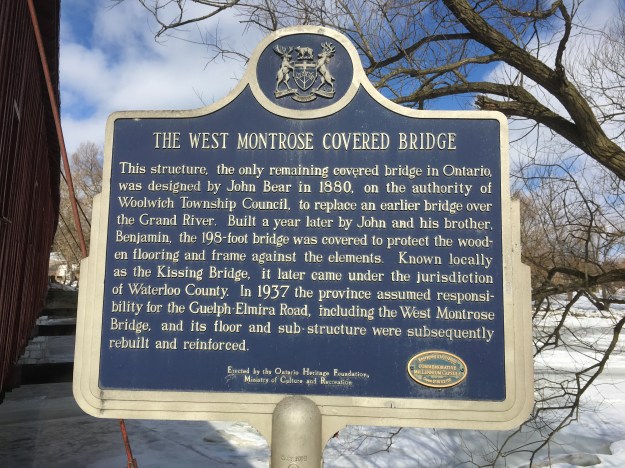 THE WEST MONTROSE COVERED BRIDGE
This structure, the only remaining covered bridge in Ontario,
was designed by John Bear in 1880, on the authority of
Woolwich Township Council, to replace an earlier bridge over
the Grand River. Built a year later by John and his brother,
Benjamin, the 198-foot bridge was covered to protect the wood-
en flooring and frame against the elements. Known locally
as the Kissing Bridge, it later came under the jurisdiction
of Waterloo County. In 1937 the province assumed responsi-
bility for the Guelph-Elmira Road, including the West Montrose
Bridge, and its floor and sub-structure were subsequently
rebuilt and reinforced.
Erected by the Ontario Heritage Foundation,
Ministry of Culture and Recreation
COMMEMORATIVE
MILLENNIUM CAPSULE